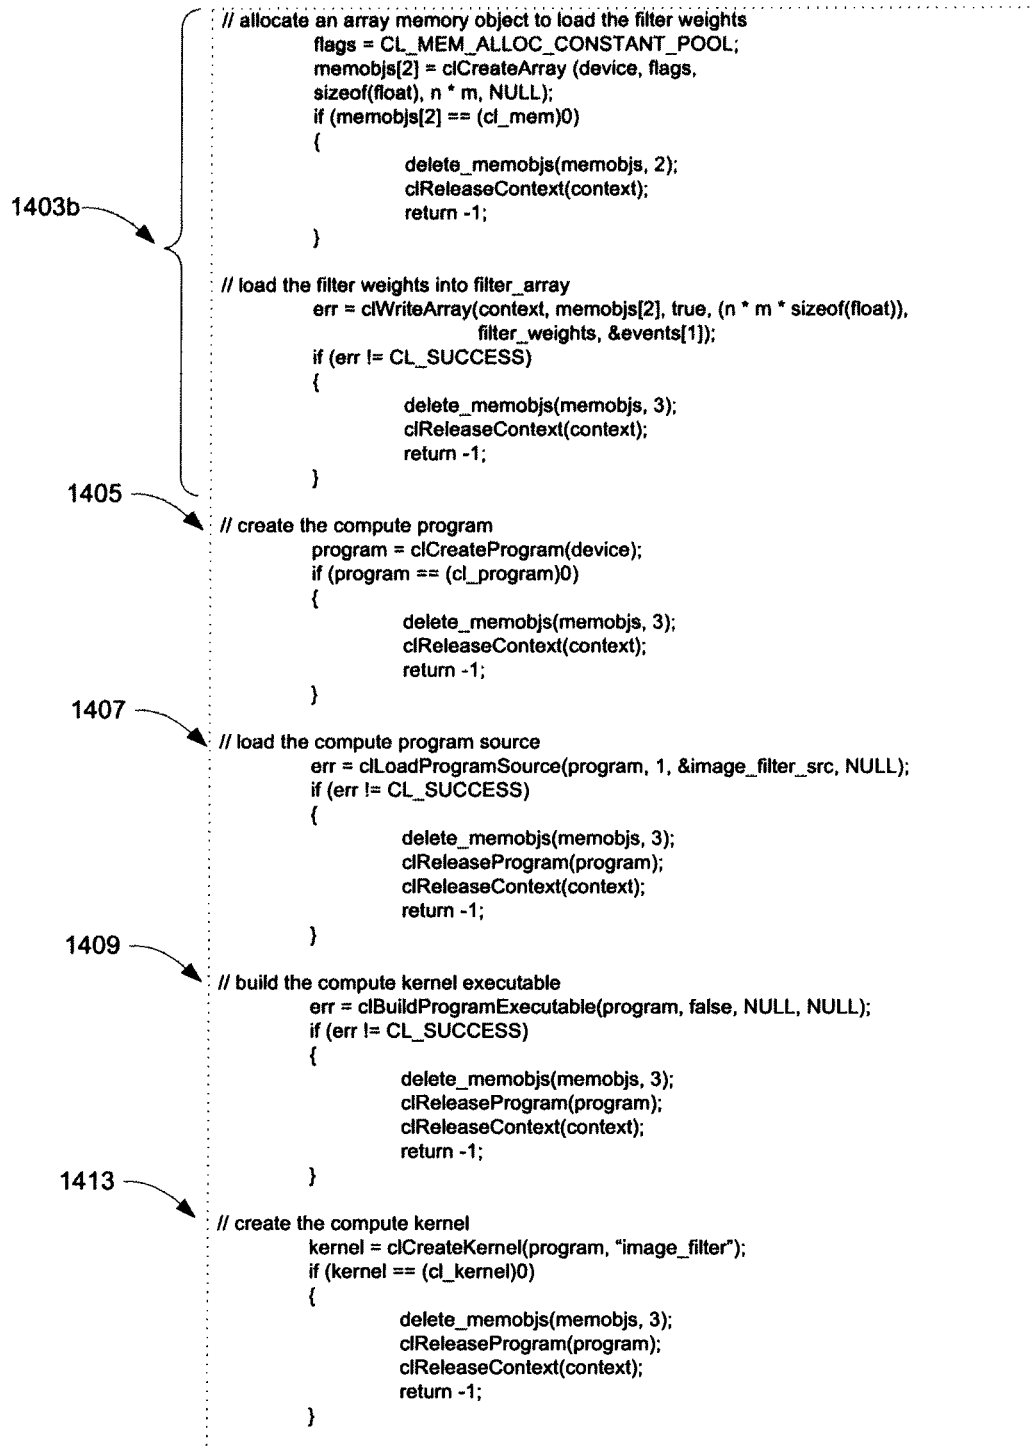 // allocate an array memory object to load the filter weights
flags = CL_MEM_ALLOC_CONSTANT_POOL;
memobjs[2] = clCreateArray (device, flags,
sizeof(float), n * m, NULL);
if (memobjs[2] == (cl_mem)0)
{
delete_memobjs(memobjs, 2);
clReleaseContext(context);
return -1;
}
1403b
// load the filter weights into filter_array
err = clWriteArray(context, memobjs[2], true, (n * m * sizeof(float)),
filter_weights, &events[1]);
if (err != CL_SUCCESS)
{
delete_memobjs(memobjs, 3);
clReleaseContext(context);
return -1;
}
1405
// create the compute program
program = clCreateProgram(device);
if (program == (cl_program)0)
{
delete_memobjs(memobjs, 3);
clReleaseContext(context);
return -1;
}
1407
// load the compute program source
err = clLoadProgramSource(program, 1, &image_filter_src, NULL);
if (err != CL_SUCCESS)
{
delete_memobjs(memobjs, 3);
clReleaseProgram(program);
clReleaseContext(context);
return -1;
}
1409
// build the compute kernel executable
err = clBuildProgramExecutable(program, false, NULL, NULL);
if (err != CL_SUCCESS)
{
delete_memobjs(memobjs, 3);
clReleaseProgram(program);
clReleaseContext(context);
return -1;
}
1413
// create the compute kernel
kernel = clCreateKernel(program, “image_filter”);
if (kernel == (cl_kernel)0)
{
delete_memobjs(memobjs, 3);
clReleaseProgram(program);
clReleaseContext(context);
return -1;
}